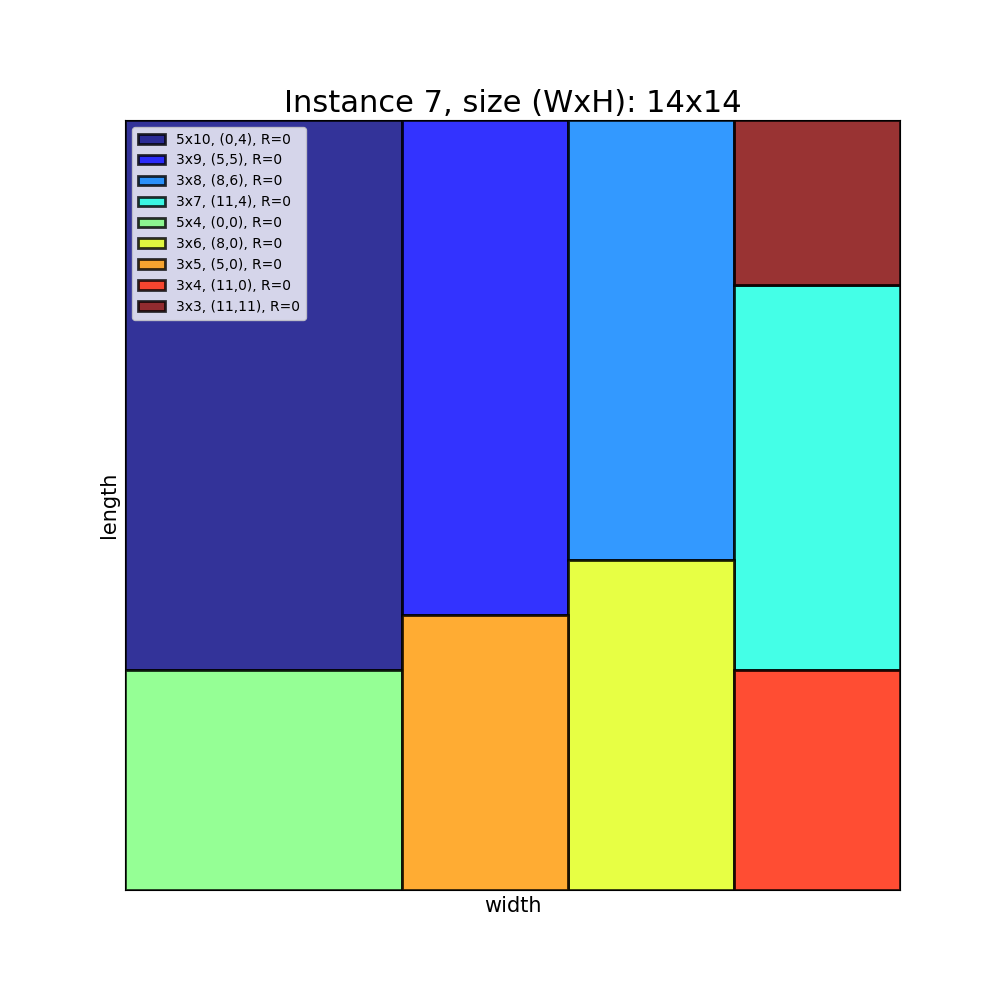 Instance 7, size (WxH): 14x14
5x10, (0,4), R=0
3x9, (5,5), R=0
3x8, (8,6), R=0
3x7, (11,4), R=0
5x4, (0,0), R=0
3x6, (8,0), R=0
3x5, (5,0), R=0
3x4, (11,0), R=0
3x3, (11,11), R=0
length
width